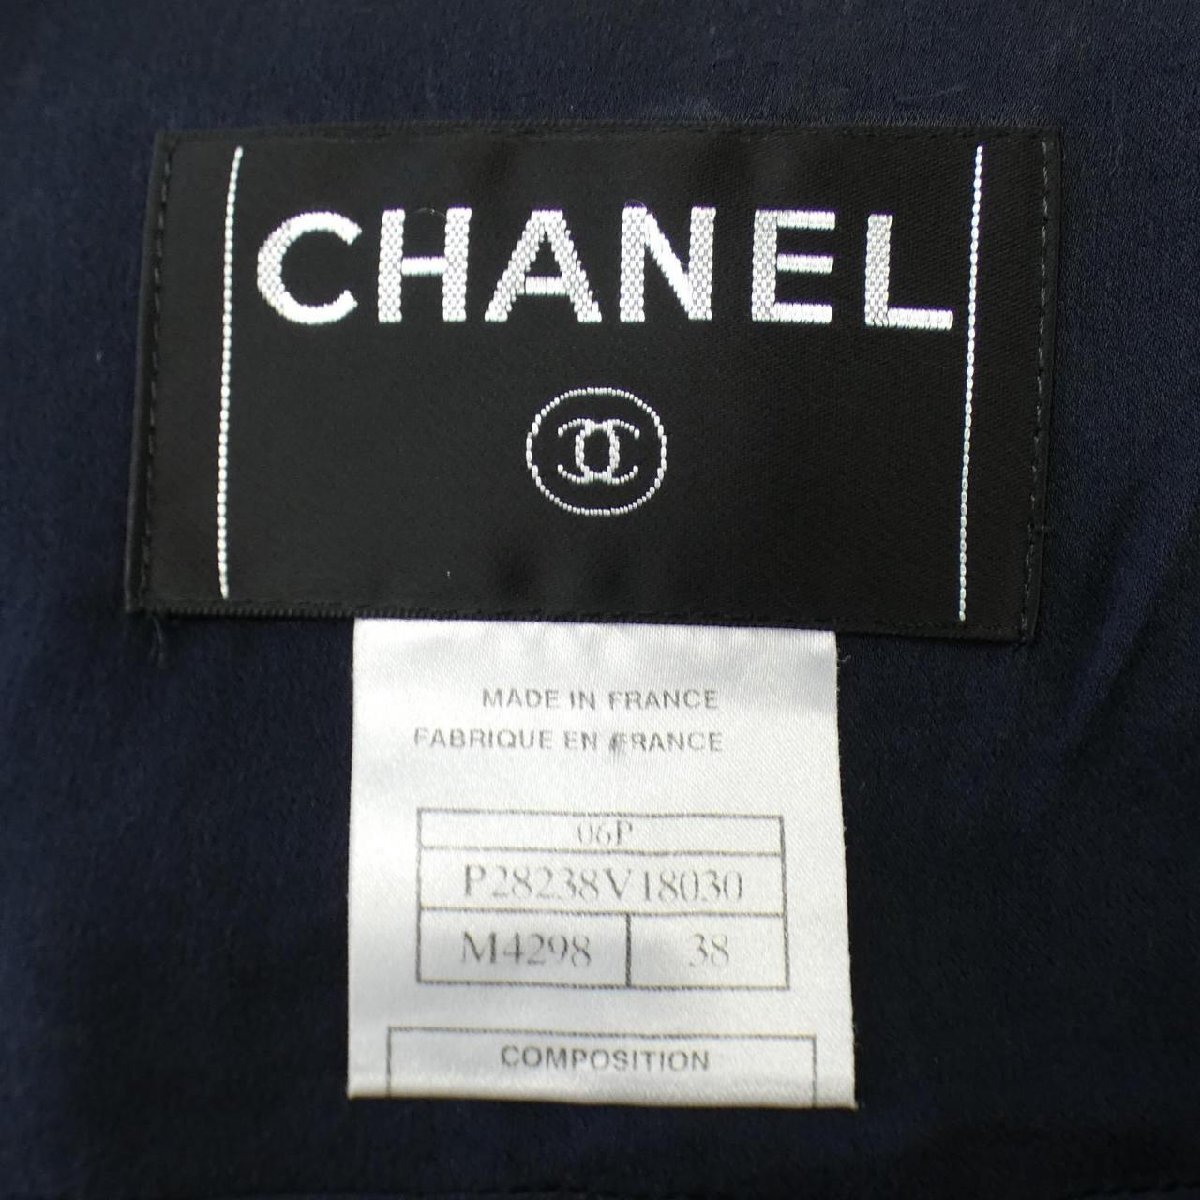 CHANEL
MADE IN FRANCE
FABRIQUE EN FRANCE
06P
P28238V18030
M4298 38
COMPOSITION